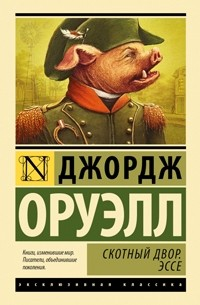 N
ДЖОРДЖ
ОРУЭЛЛ
Книги, изменившие мир.
Писатели, объединившие
поколения.
СКОТНЫЙ ДВОР.
ЭССЕ
ЭКСКЛЮЗИВНАЯ КЛАССИКА